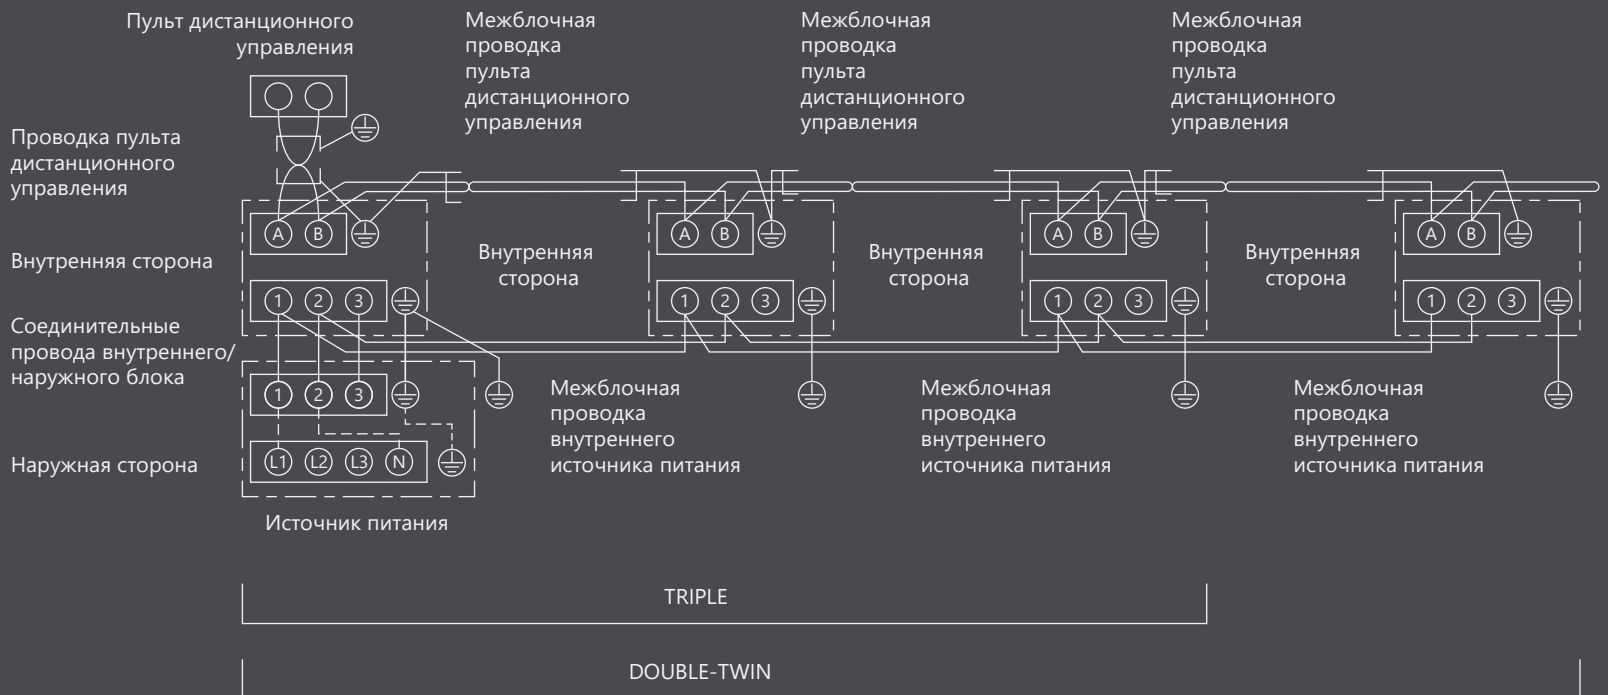 Пульт дистанционного
управления
Межблочная
проводка
пульта
дистанционного
управления
Межблочная
проводка
пульта
дистанционного
управления
Межблочная
проводка
пульта
дистанционного
управления
Проводка пульта
дистанционного
управления
A B
A B
A B
A B
Внутренняя сторона
Внутренняя
сторона
Внутренняя
сторона
Внутренняя
сторона
1 2 3
1 2 3
1 2 3
1 2 3
Соединительные
провода внутреннего/
наружного блока
1 2 3
Межблочная
проводка
внутреннего
источника питания
Межблочная
проводка
внутреннего
источника питания
Межблочная
проводка
внутреннего
источника питания
Наружная сторона
L1 L2 L3 N
Источник питания
TRIPLE
DOUBLE-TWIN